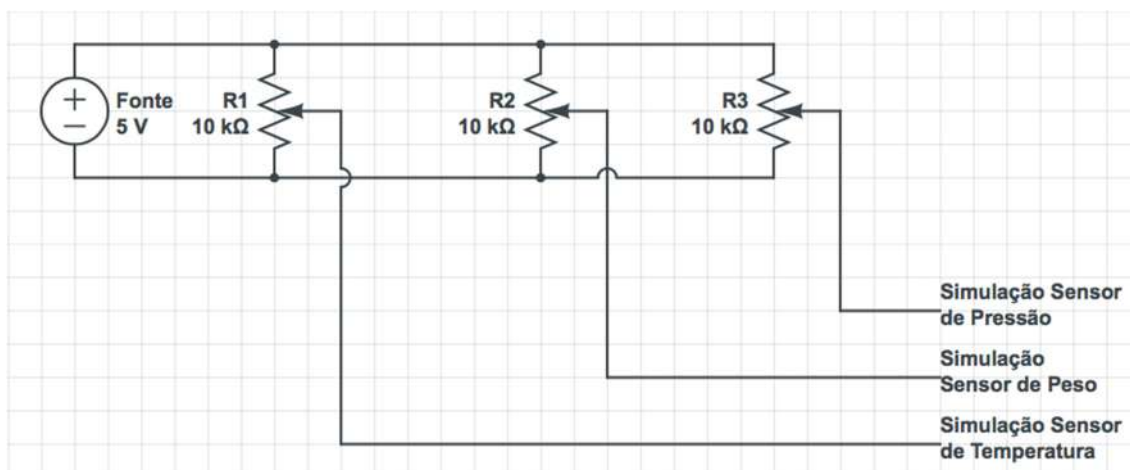 Fonte
5 V
R1
10 kΩ
R2
10 kΩ
R3
10 kΩ
Simulação Sensor
de Pressão
Simulação
Sensor de Peso
Simulação Sensor
de Temperatura